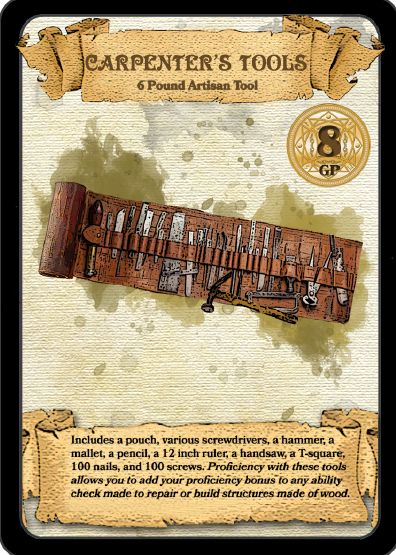 CARPENTER'S TOOLS
6 Pound Artisan Tool
8
GP
Includes a pouch, various screwdrivers, a hammer, a
mallet, a pencil, a 12 inch ruler, a handsaw, a T-square,
100 nails, and 100 screws. Proficiency with these tools
allows you to add your proficiency bonus to any ability
check made to repair or build structures made of wood.